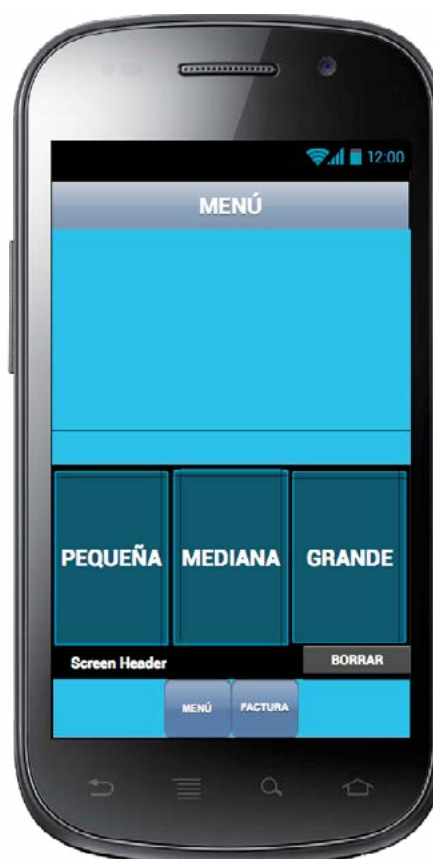 12:00
MENÚ
PEQUEÑA MEDIANA GRANDE
Screen Header BORRAR
MENÚ FACTURA